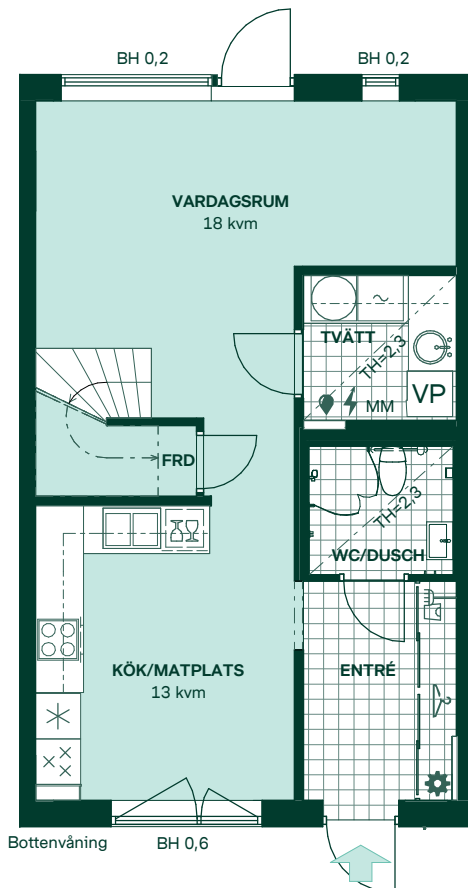 BH 0,2
BH 0,2
VARDAGSRUM
18 kvm
TVÄTT
TH=2,3
VP
MM
FRD
TH=2,3
WC/DUSCH
KÖK/MATPLATS
13 kvm
ENTRÉ
Bottenvåning
BH 0,6